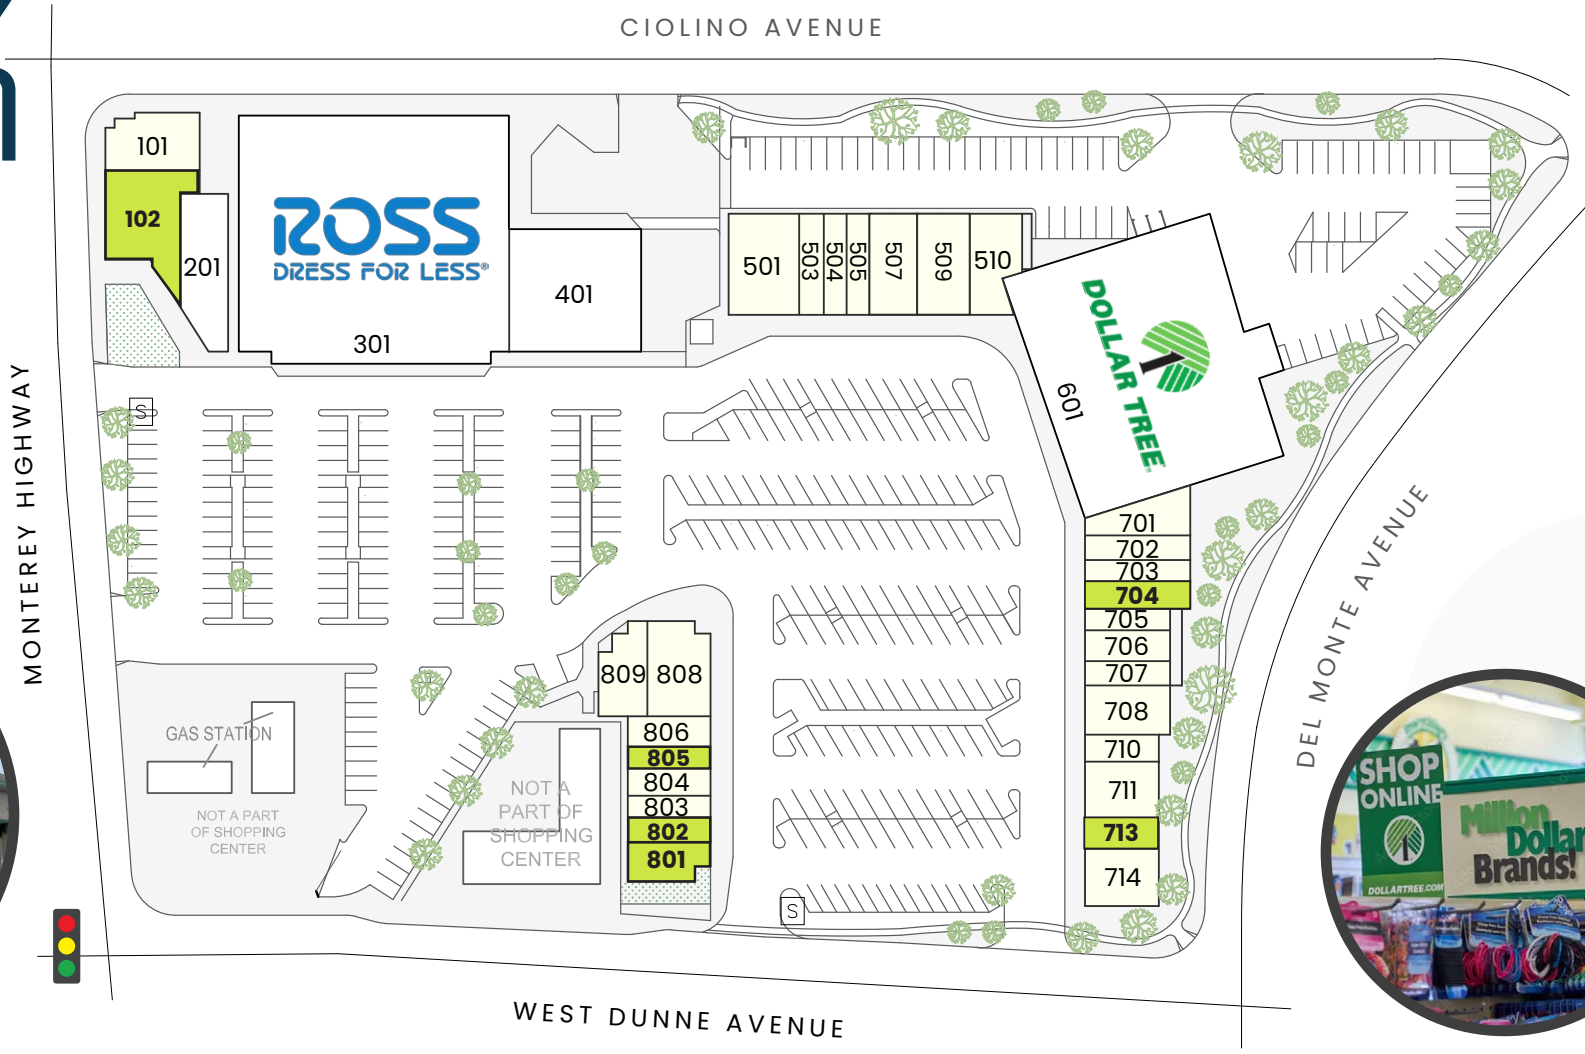 CIOLINO AVENUE
101
102
201
ROSS
DRESS FOR LESS®
301
401
501
503
504
505
507
509
510
DOLLAR TREE
601
MONTEREY HIGHWAY
S
701
702
703
704
705
706
707
708
710
711
713
714
DEL MONTE AVENUE
809
808
806
805
804
803
802
801
GAS STATION
NOT A PART
OF SHOPPING
CENTER
NOT A
PART OF
SHOPPING
CENTER
S
WEST DUNNE AVENUE
SHOP
ONLINE
DOLLARTREE.COM
Million
Dollar
Brands!